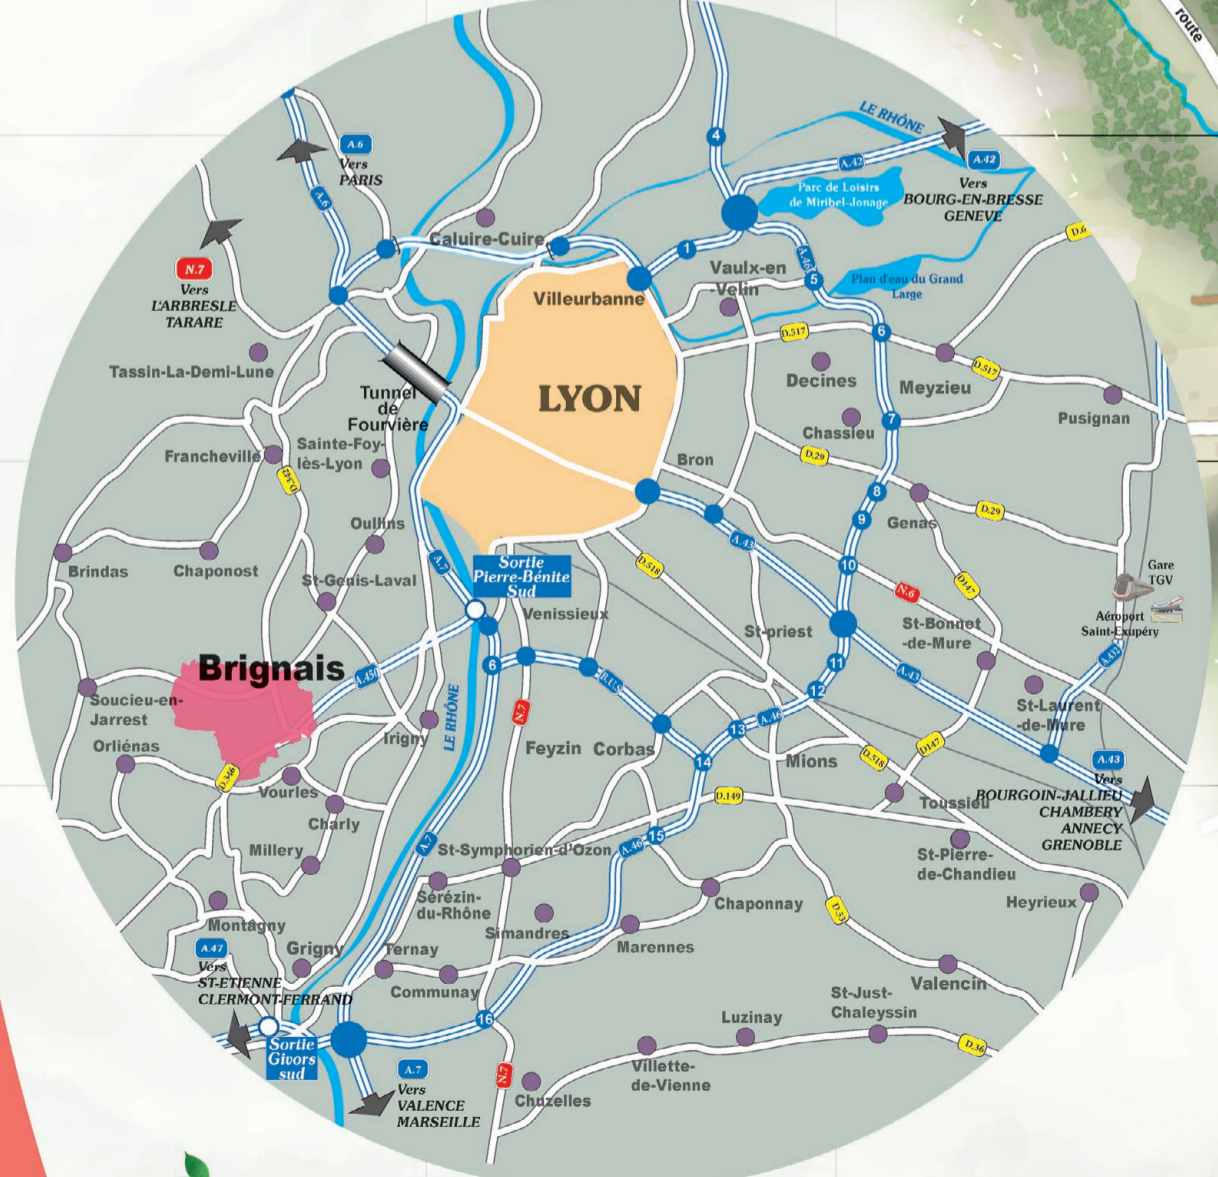 route
LE RHÔNE
4
A.42
A.42
Vers
BOURG-EN-BRESSE
GENEVE
A.6
Vers
PARIS
A.6
Parc de Loisirs
de Miribel-Jonage
D.6
N.7
Vers
L'ARBRESLE
TARARE
Caluire-Cuire
1
A.46
5
Vaulx-en
-Velin
Plan d'eau du Grand
Large
Villeurbanne
D.517
6
D.517
Tassin-La-Demi-Lune
Tunnel
de
Fourvière
LYON
Decines
Meyzieu
Pusignan
7
Chassieu
Francheville
Sainte-Foy-
lès-Lyon
D.342
Bron
D.29
8
9
Genas
D.29
Oullins
A.43
Brindas
Chaponost
A.7
Sortie
Pierre-Bénite
Sud
D.518
10
D147
N.6
Gare
TGV
Aéroport
Saint-Exupéry
St-Genis-Laval
Venissieux
St-priest
St-Bonnet
-de-Mure
A.432
Brignais
A.450
6
B.U.S
11
12
A.43
Soucieu-en-
Jarrest
LE RHÔNE
N.7
A.46
13
St-Laurent
-de-Mure
Orliénas
Irigny
Feyzin
Corbas
14
Mions
D.518
D147
A.43
Vers
BOURGOIN-JALLIEU
CHAMBERY
ANNECY
GRENOBLE
D.346
Vourles
D.149
Toussieu
Charly
A.7
15
A.46
St-Symphorien-d'Ozon
Millery
St-Pierre-
de-Chandieu
Sérézin-
du-Rhône
Chaponnay
D.53
Heyrieux
Montagny
Simandres
Marennes
A.47
Vers
ST-ETIENNE
CLERMONT-FERRAND
Grigny
Ternay
Communay
Valencin
St-Just-
Chaleyssin
16
Luzinay
Sortie
Givors
sud
D.36
A.7
Vers
VALENCE
MARSEILLE
N.7
Villette-
de-Vienne
Chuzelles